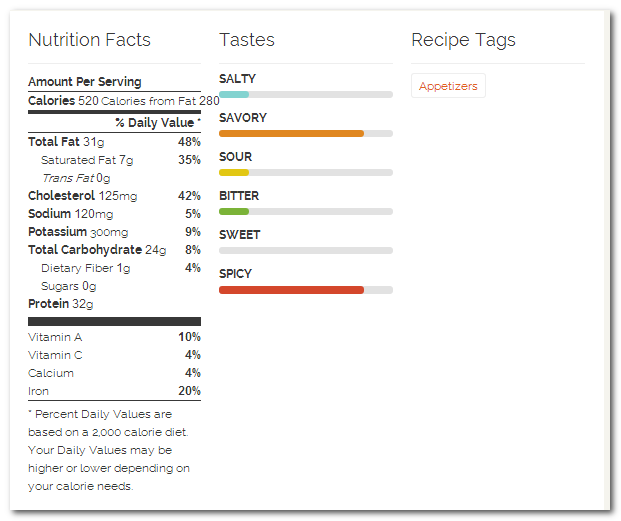 Nutrition Facts
Amount Per Serving
Calories 520 Calories from Fat 280
% Daily Value *
Total Fat 31g 48%
Saturated Fat 7g 35%
Trans Fat 0g
Cholesterol 125mg 42%
Sodium 120mg 5%
Potassium 300mg 9%
Total Carbohydrate 24g 8%
Dietary Fiber 1g 4%
Sugars 0g
Protein 32g
Vitamin A 10%
Vitamin C 4%
Calcium 4%
Iron 20%
* Percent Daily Values are
based on a 2,000 calorie diet.
Your Daily Values may be
higher or lower depending on
your calorie needs.
Tastes
SALTY
SAVORY
SOUR
BITTER
SWEET
SPICY
Recipe Tags
Appetizers